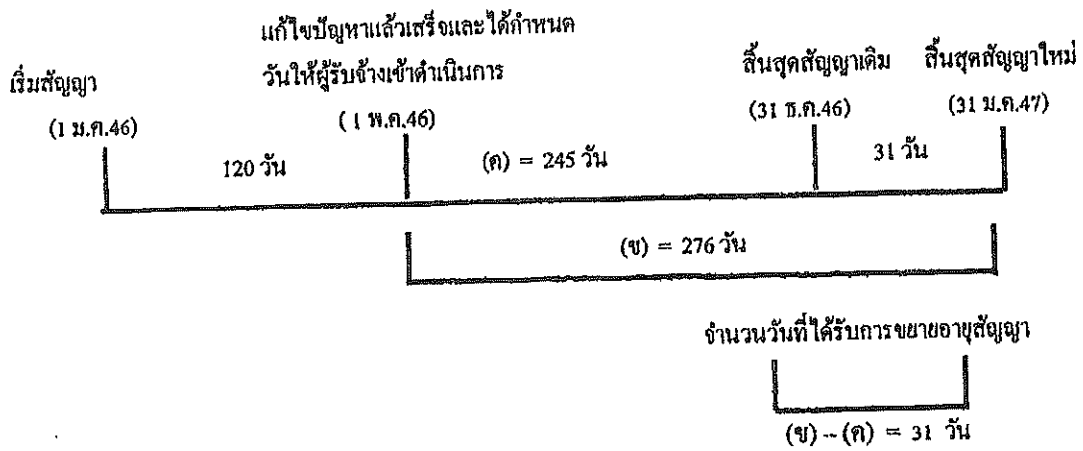 แก้ไขปัญหาแล้วเสร็จและได้กำหนด
วันให้ผู้รับจ้างเข้าดำเนินการ
เริ่มสัญญา
สิ้นสุดสัญญาเดิม
สิ้นสุดสัญญาใหม่
(1 ม.ค.46)
(1 พ.ค.46)
(31 ธ.ค.46)
(31 ม.ค.47)
120 วัน
(ค) = 245 วัน
31 วัน
(ข) = 276 วัน
จำนวนวันที่ได้รับการขยายอายุสัญญา
(ข) -- (ค) = 31 วัน